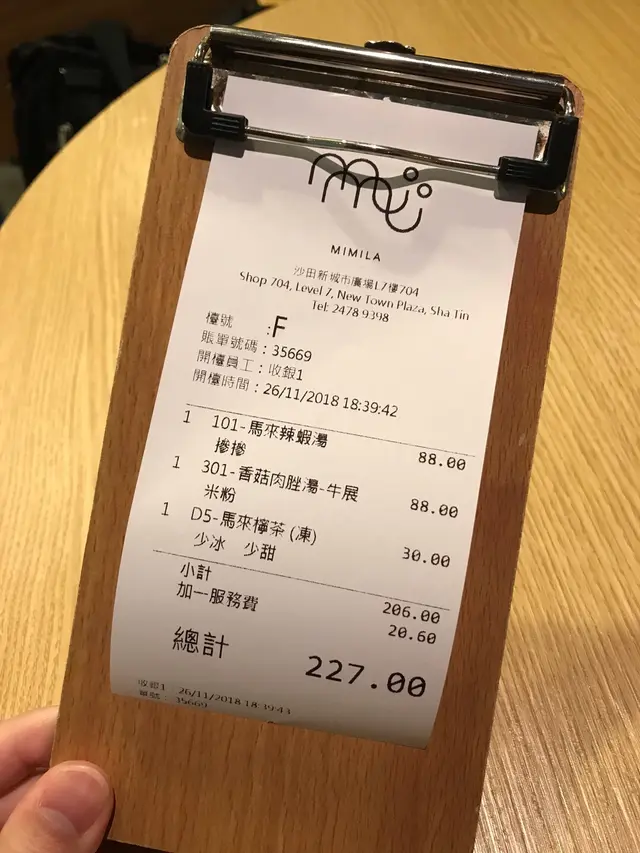 MIMILA
沙田新城市廣場L7樓704
Shop 704, Level 7, New Town Plaza, Sha Tin
Tel: 2478 9398
檯號 :F
賬單號碼:35669
開檯員工:收銀1
開檯時間:26/11/2018 18:39:42
1 101-馬來辣蝦湯 88.00
摻摻
1 301-香菇肉脞湯-牛展 88.00
米粉
1 D5-馬來檸茶 (凍) 30.00
少冰 少甜
小計 206.00
加一服務費 20.60
總計 227.00
收銀1 26/11/2018 18:39:43
單號: 35669